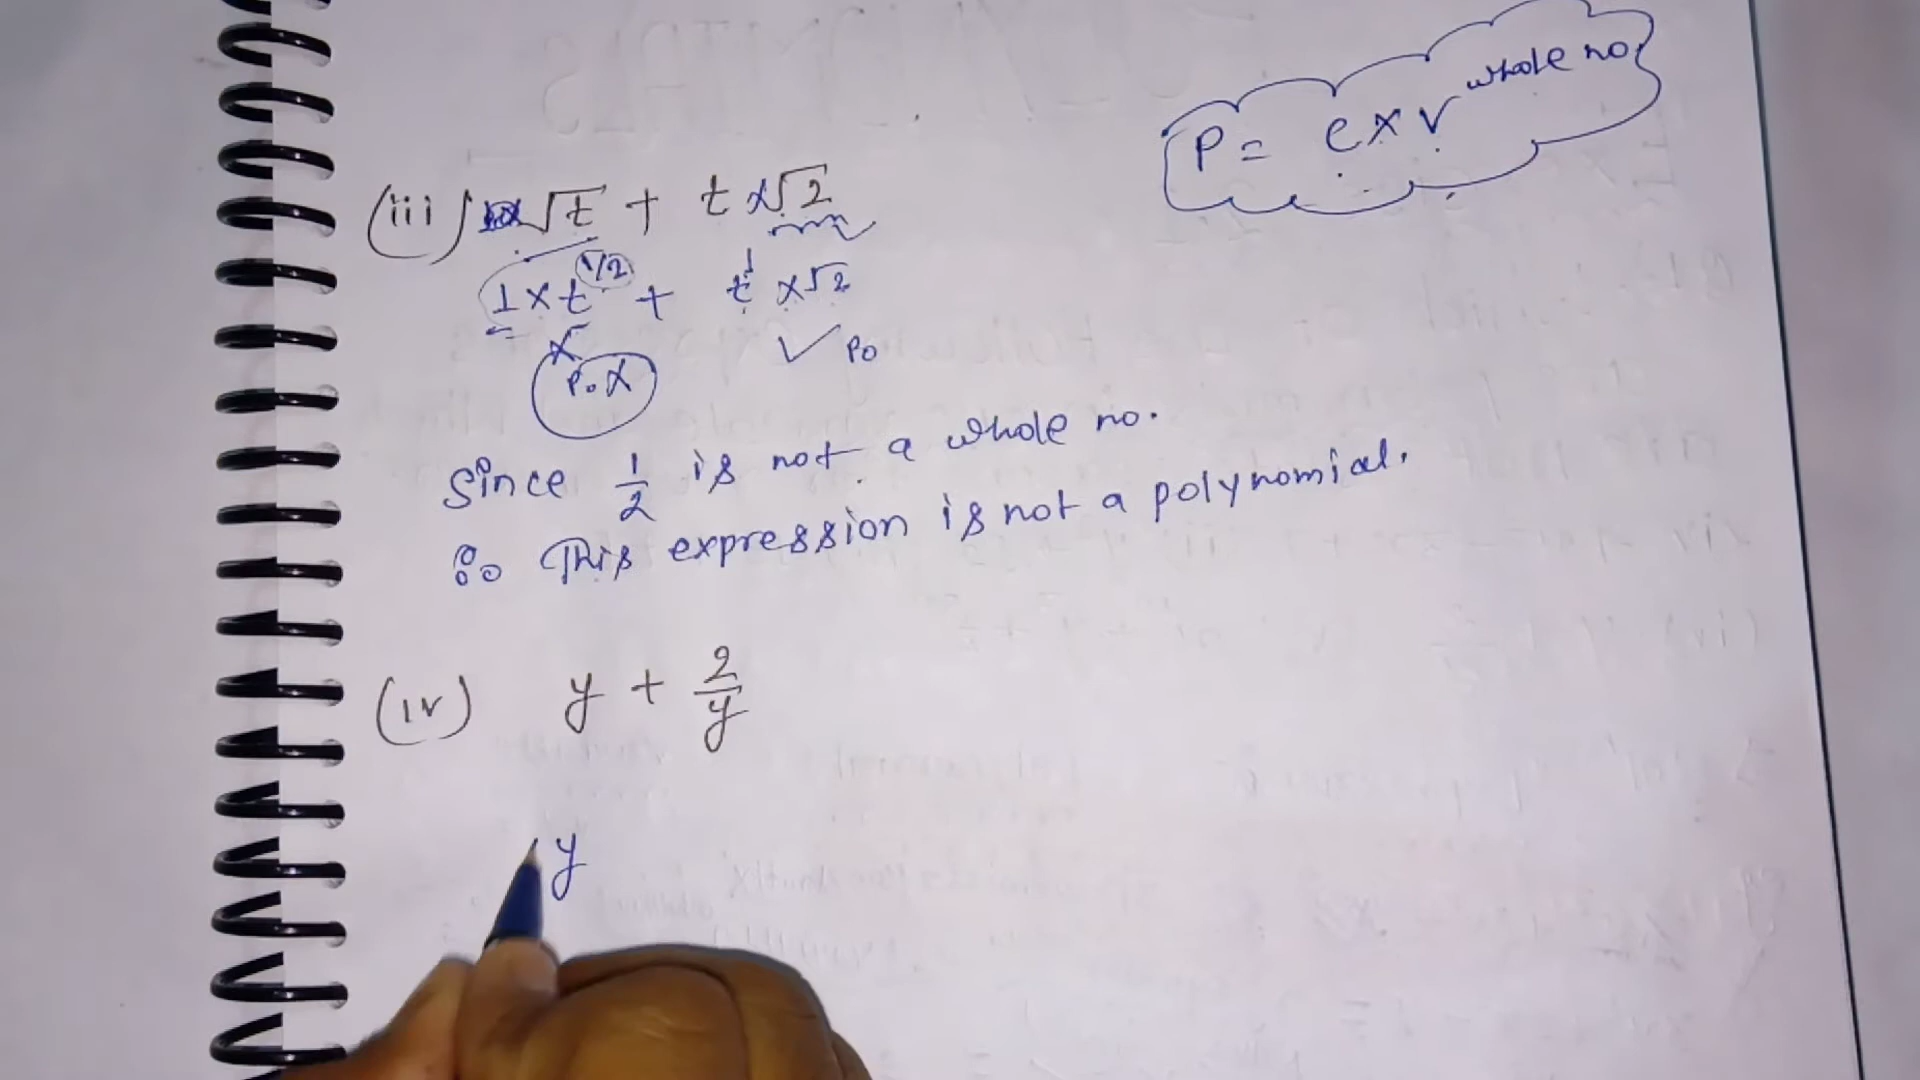 P = c x v whole no.
(iii) √t + t x √2
1 x t 1/2 + t 1 x √2
x ✓ Po
P. x
Since 1/2 is not a whole no.
∴ This expression is not a polynomial.
(iv) y + 2/y
y